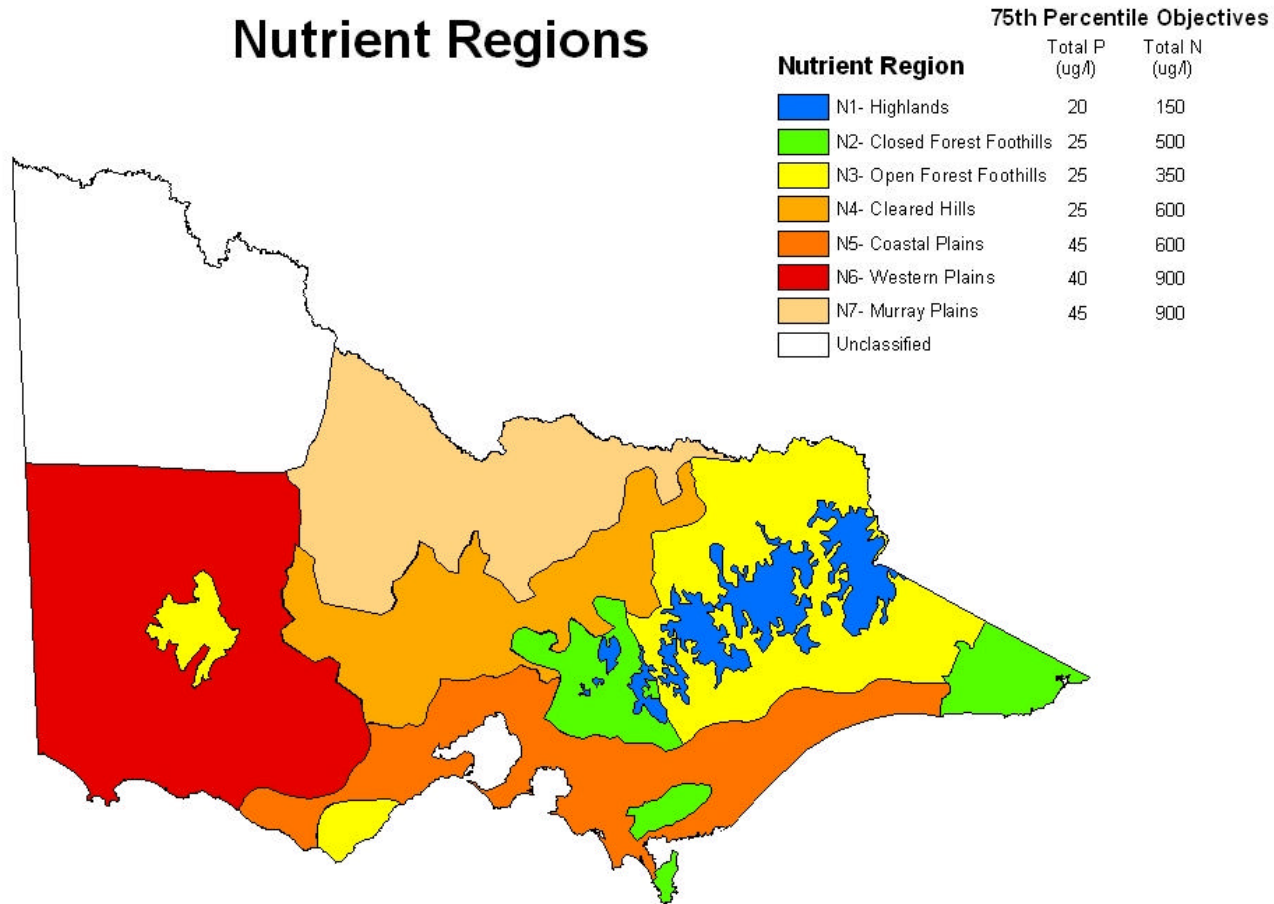 Nutrient Regions
75th Percentile Objectives
Nutrient Region Total P (ug/l) Total N (ug/l)
N1- Highlands 20 150
N2- Closed Forest Foothills 25 500
N3- Open Forest Foothills 25 350
N4- Cleared Hills 25 600
N5- Coastal Plains 45 600
N6- Western Plains 40 900
N7- Murray Plains 45 900
Unclassified